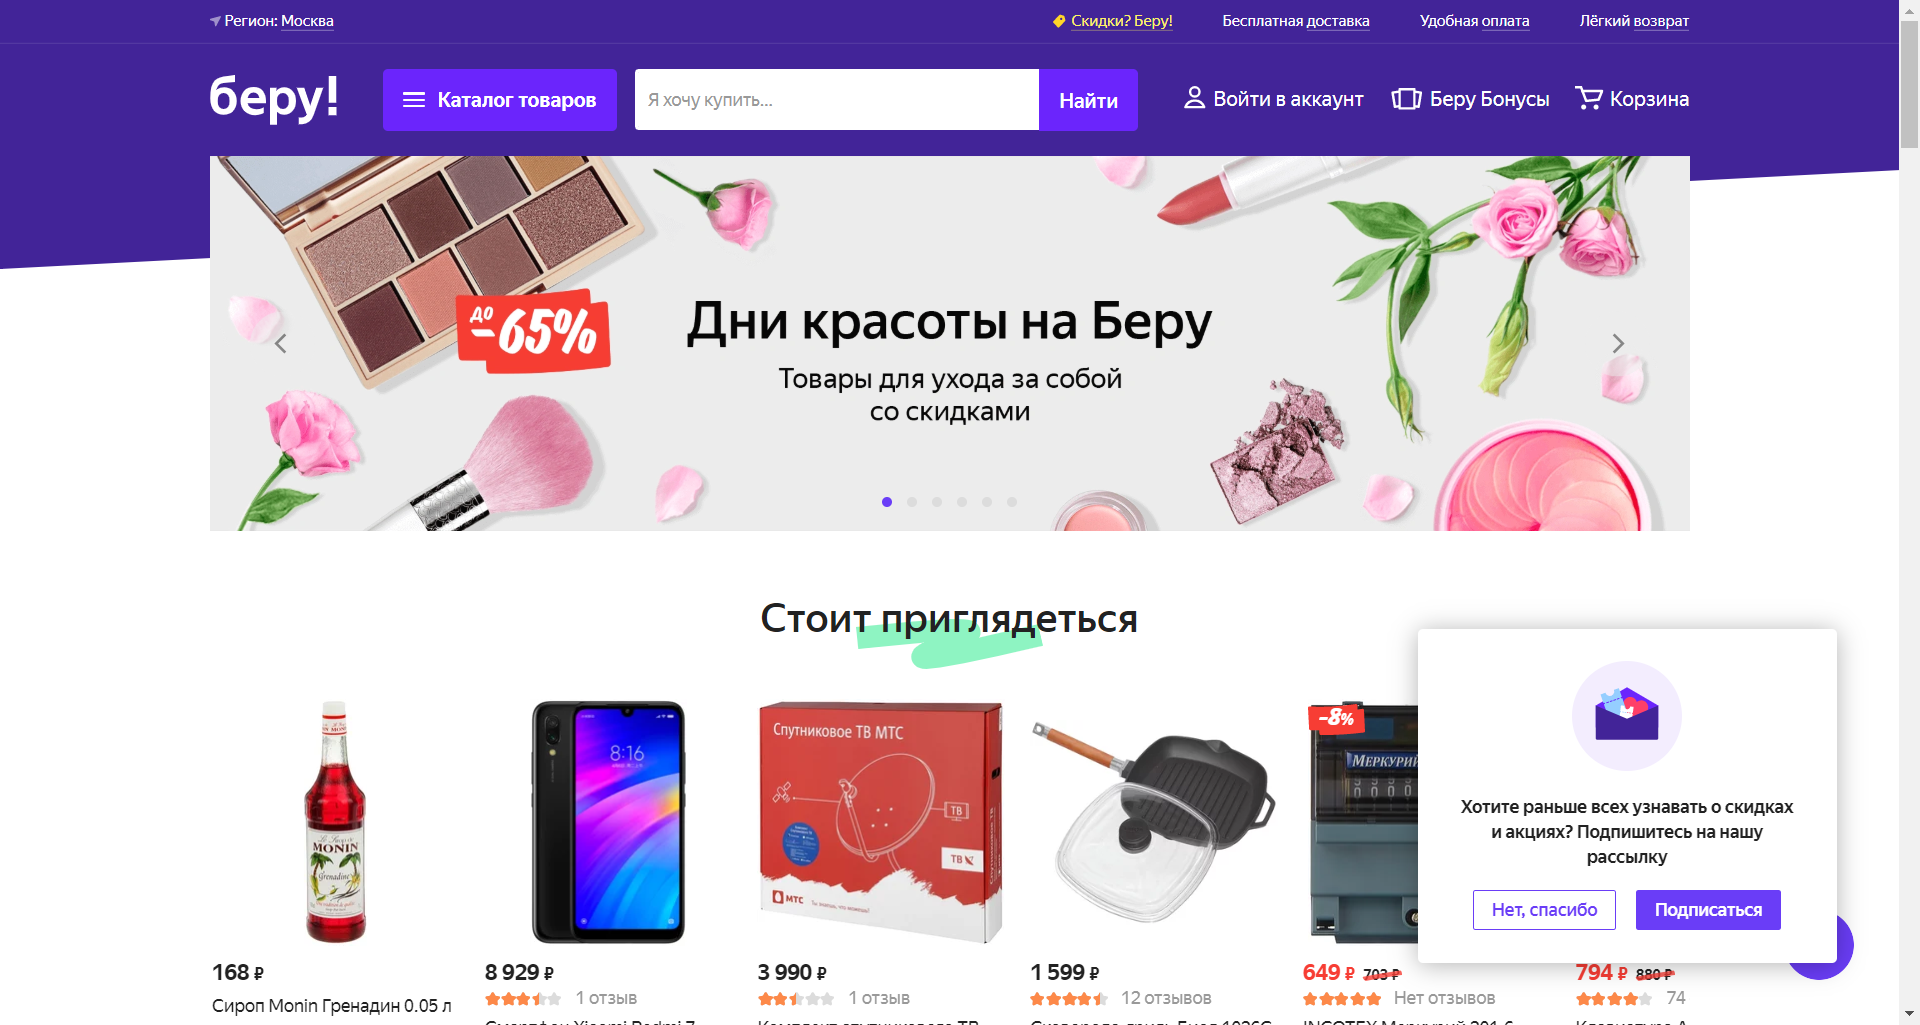 Регион: Москва
Скидки? Беру!
Бесплатная доставка
Удобная оплата
Лёгкий возврат
беру!
Каталог товаров
Я хочу купить...
Найти
Войти в аккаунт
Беру Бонусы
Корзина
ДО
-65%
Дни красоты на Беру
Товары для ухода за собой
со скидками
Стоит приглядеться
MONIN
Grenadine
8:16
Спутниковое ТВ МТС
ТВ
ТВ
МТС
-8%
МЕРКУРИЙ
Хотите раньше всех узнавать о скидках
и акциях? Подпишитесь на нашу
рассылку
Нет, спасибо
Подписаться
168 ₽
Сироп Monin Гренадин 0.05 л
8 929 ₽
1 отзыв
3 990 ₽
1 отзыв
1 599 ₽
12 отзывов
649 ₽ 703 ₽
Нет отзывов
794 ₽ 880 ₽
74